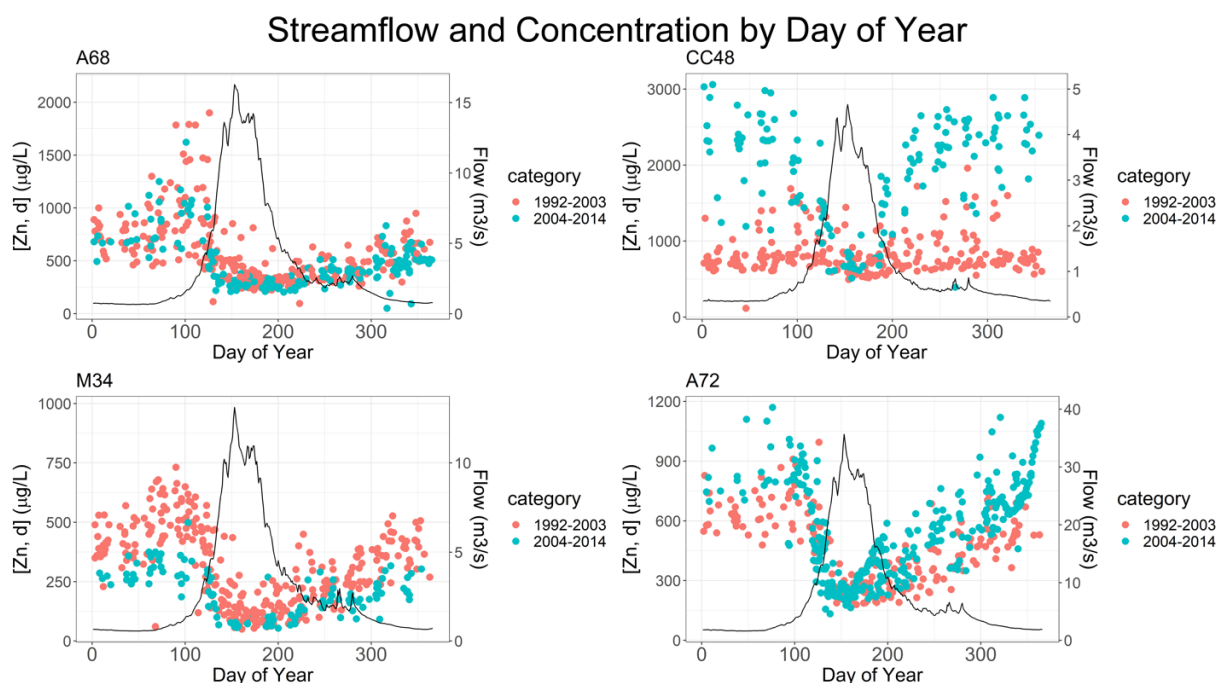 Streamflow and Concentration by Day of Year
A68
[Zn, d] (µg/L)
2000
1500
1000
500
0
15
10
5
0
Flow (m3/s)
0 100 200 300
Day of Year
category
1992-2003
2004-2014
CC48
[Zn, d] (µg/L)
3000
2000
1000
0
5
4
3
2
1
0
Flow (m3/s)
0 100 200 300
Day of Year
category
1992-2003
2004-2014
M34
[Zn, d] (µg/L)
1000
750
500
250
0
10
5
0
Flow (m3/s)
0 100 200 300
Day of Year
category
1992-2003
2004-2014
A72
[Zn, d] (µg/L)
1200
900
600
300
0
40
30
20
10
0
Flow (m3/s)
0 100 200 300
Day of Year
category
1992-2003
2004-2014